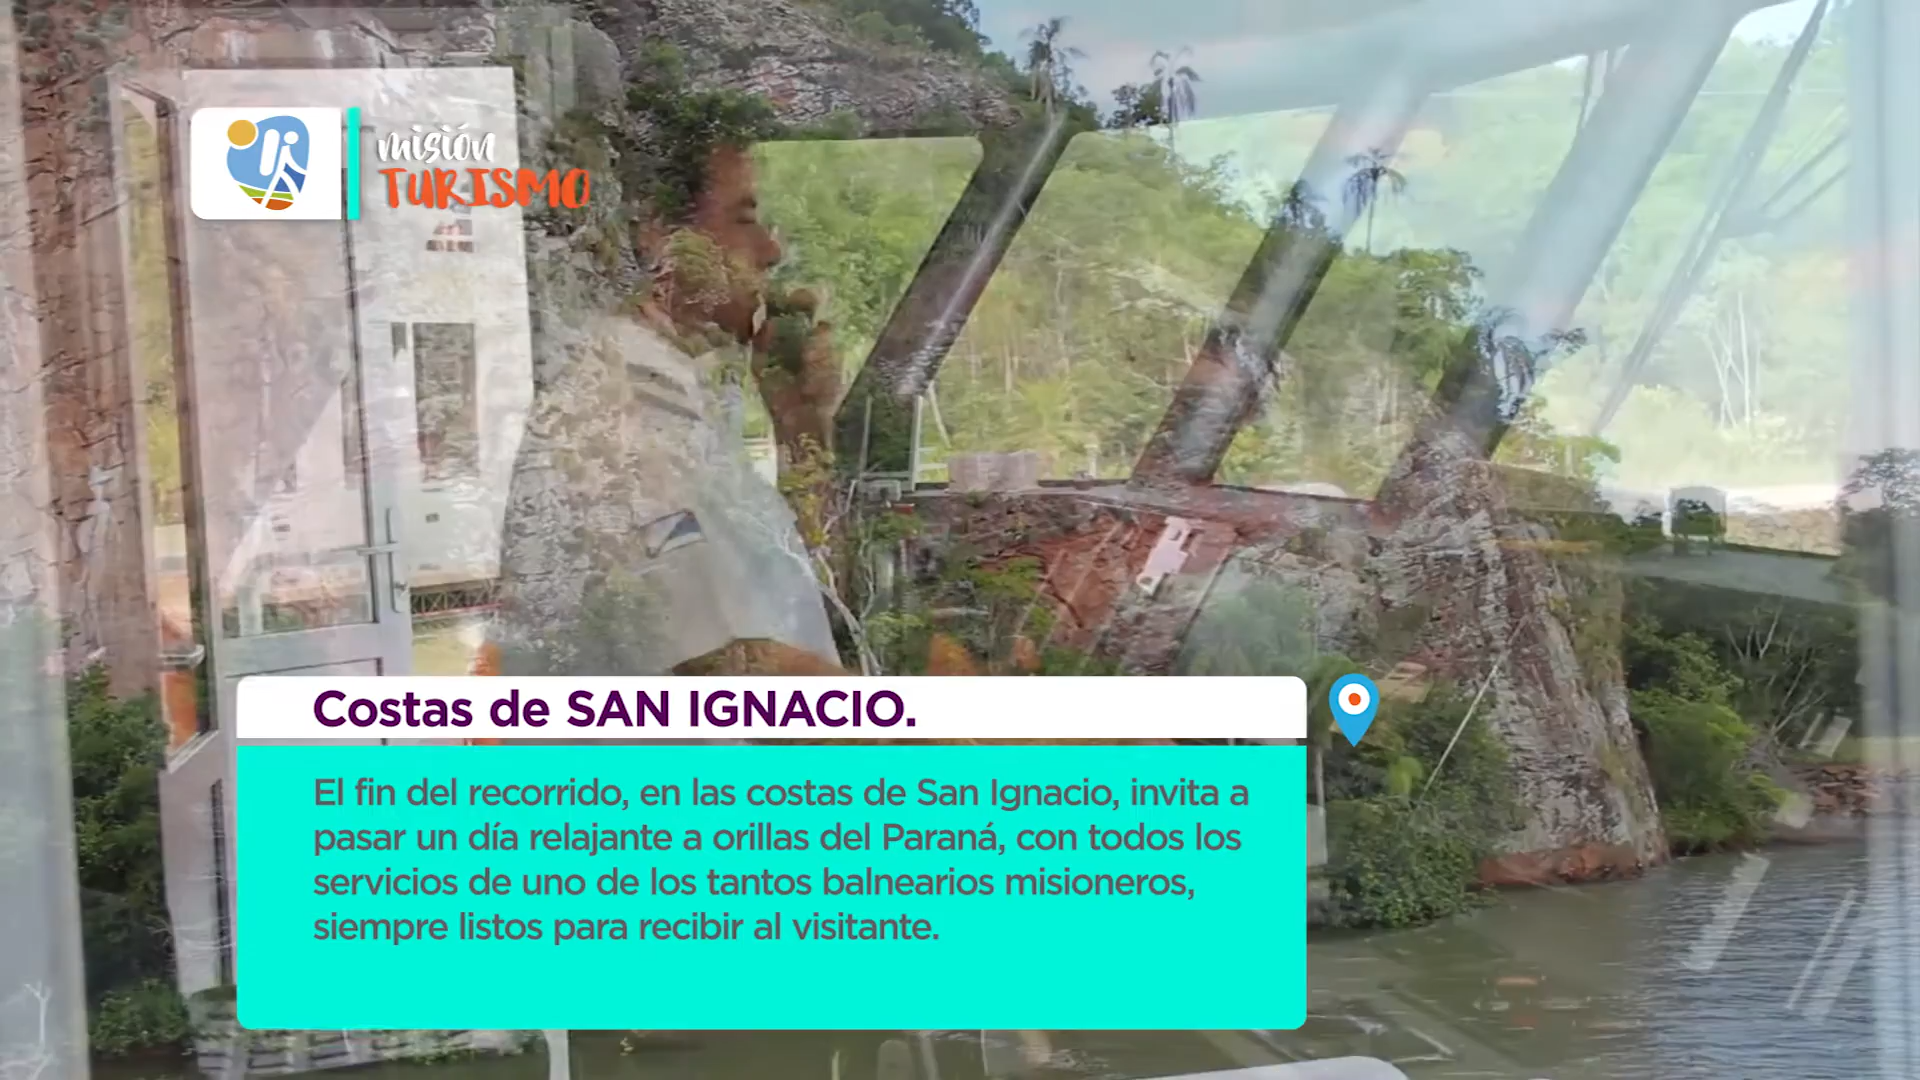 misión
TURISMO
Costas de SAN IGNACIO.
El fin del recorrido, en las costas de San Ignacio, invita a
pasar un día relajante a orillas del Paraná, con todos los
servicios de uno de los tantos balnearios misioneros,
siempre listos para recibir al visitante.